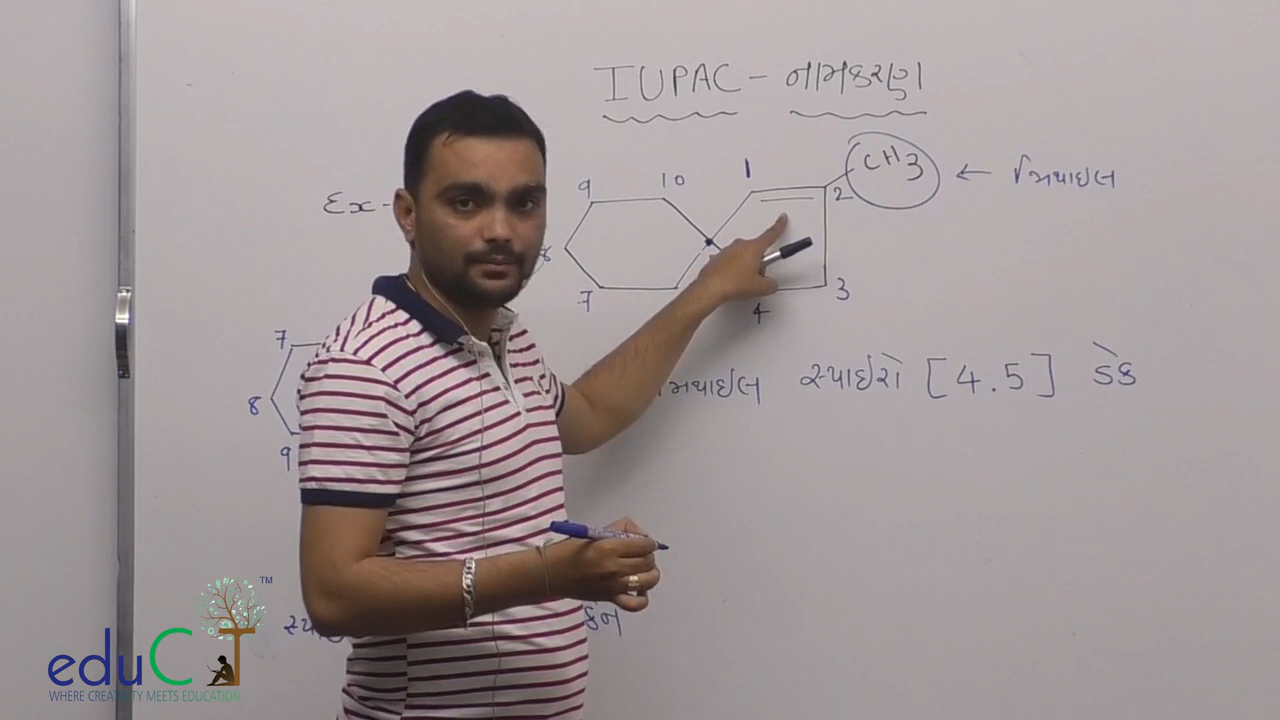 IUPAC - નામકરણ
Ex-
9 10 1 2 CH3 ← મિથાઇલ
8
7 4 3
મિથાઇલ સ્પાઇરો [4.5] ડેક
7
8
9
કેન
eduCT TM
WHERE CREATIVITY MEETS EDUCATION